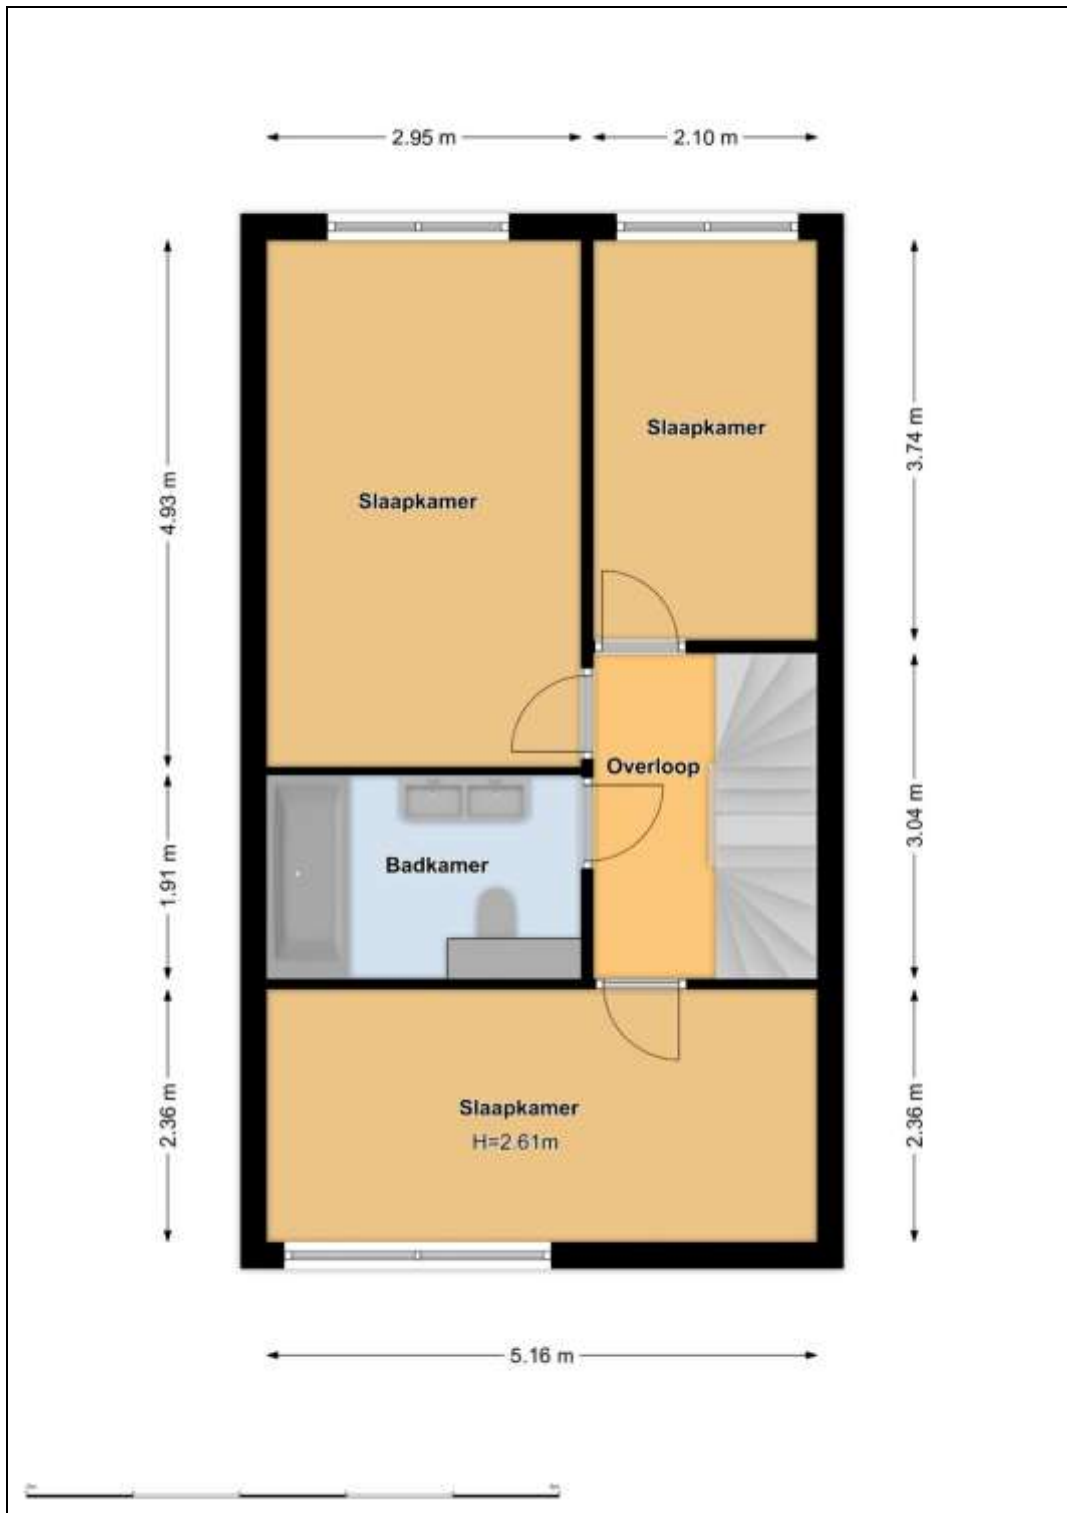 2.95 m
2.10 m
4.93 m
3.74 m
Slaapkamer
Slaapkamer
Overloop
3.04 m
1.91 m
Badkamer
2.36 m
2.36 m
Slaapkamer
H=2.61m
5.16 m